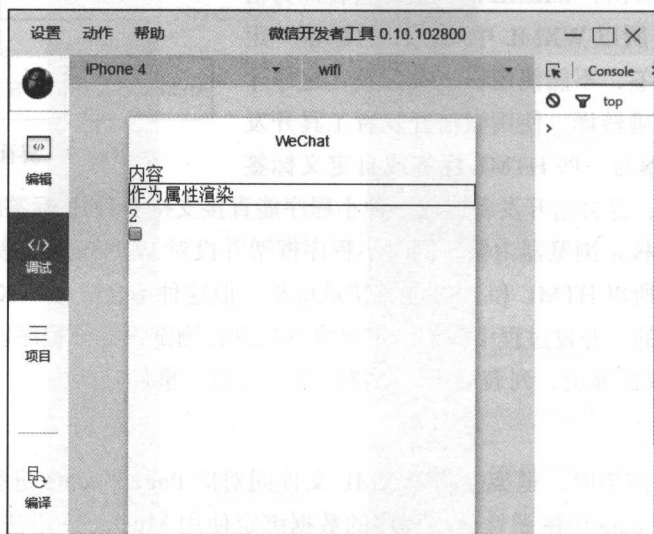 设置 动作 帮助 微信开发者工具 0.10.102800
iPhone 4 wifi Console
top
编辑
WeChat
内容
作为属性渲染
2
调试
项目
编译